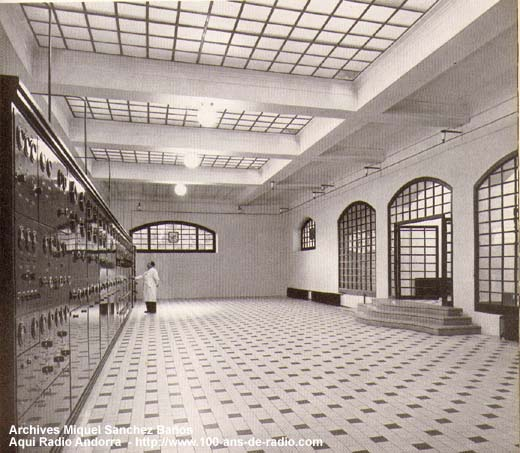 Archives Miquel Sanchez Baños
Aqui Radio Andorra - http://www.100-ans-de-radio.com